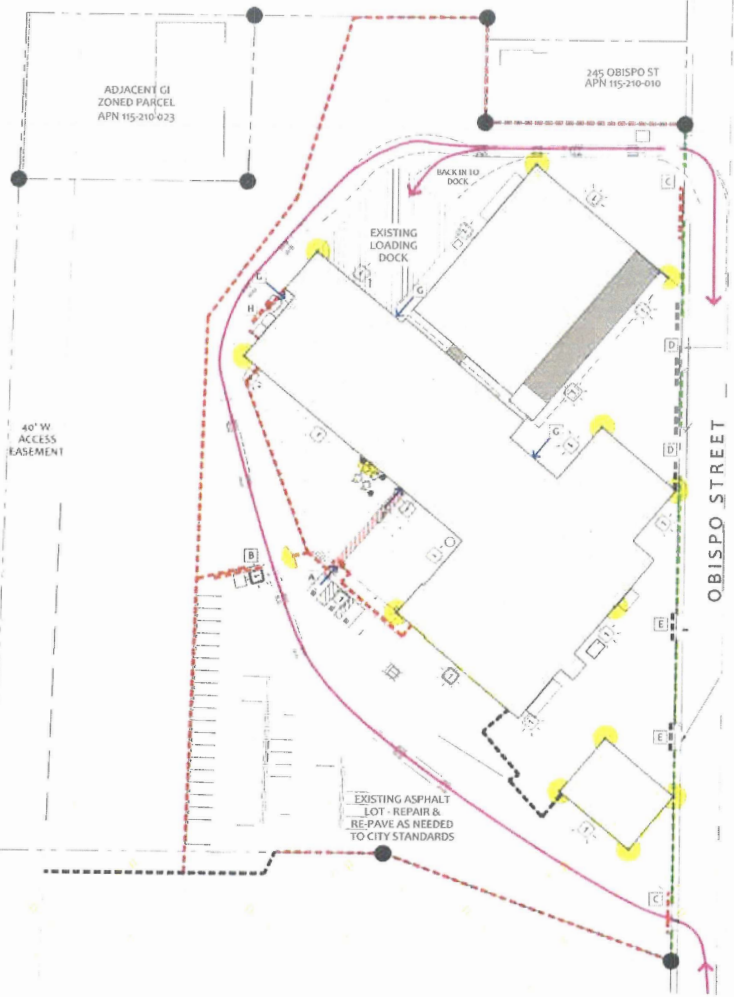 ADJACENT GI
ZONED PARCEL
APN 115-210-023
245 OBISPO ST
APN 115-210-010
BACK IN TO
DOCK
C
EXISTING
LOADING
DOCK
G
G
H
D
40' W
ACCESS
EASEMENT
D
G
OBISPO STREET
B
A
E
E
EXISTING ASPHALT
LOT - REPAIR &
RE-PAVE AS NEEDED
TO CITY STANDARDS
C